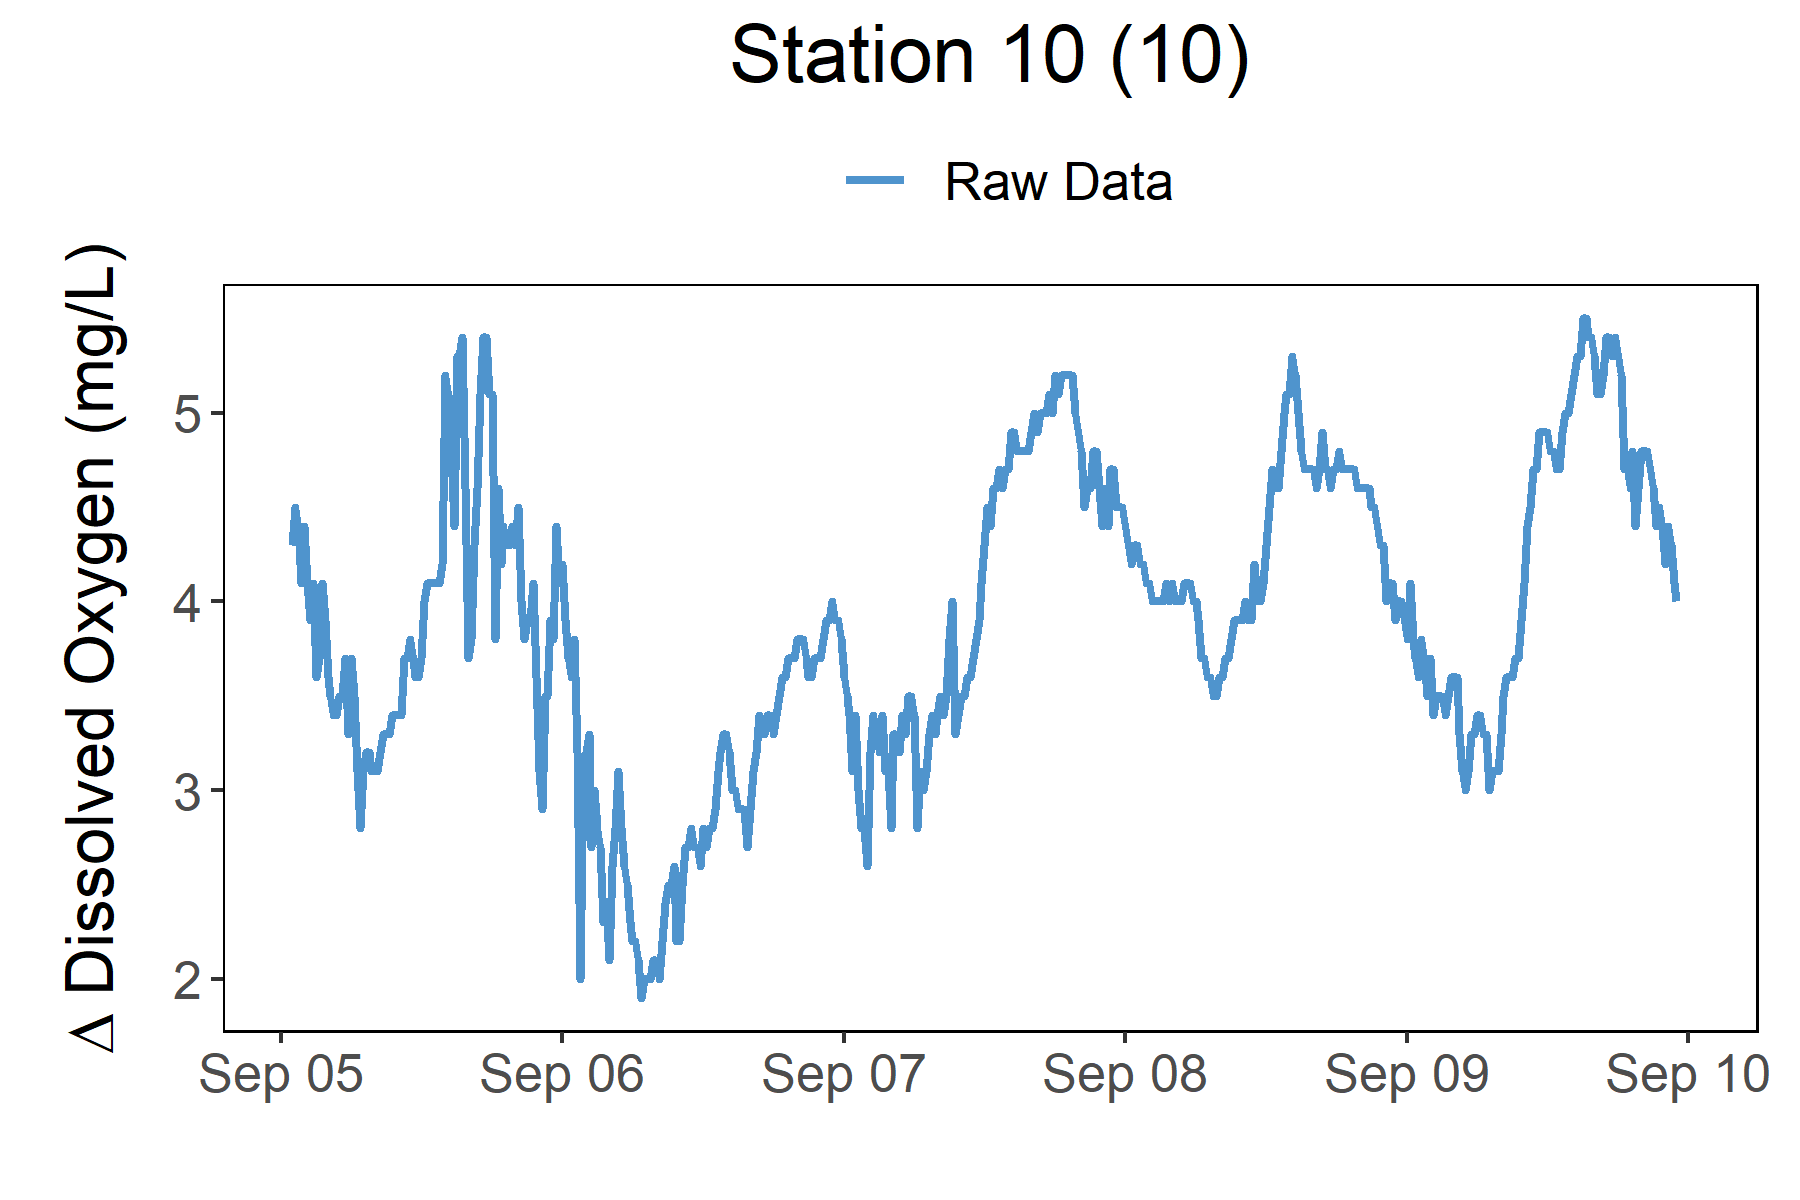 Station 10 (10)
Raw Data
Δ Dissolved Oxygen (mg/L)
5
4
3
2
Sep 05
Sep 06
Sep 07
Sep 08
Sep 09
Sep 10